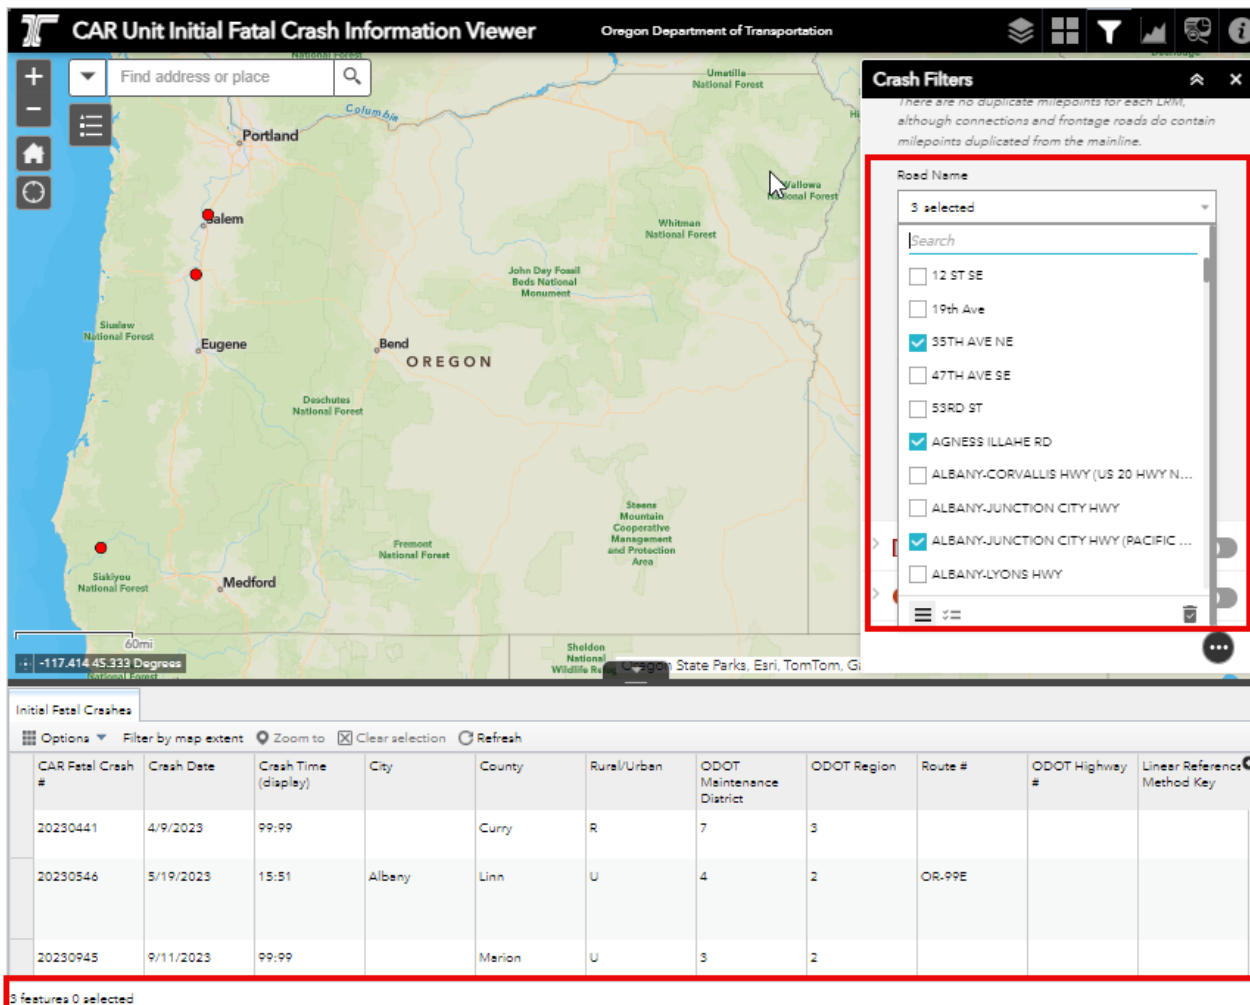 CAR Unit Initial Fatal Crash Information Viewer
Oregon Department of Transportation
Find address or place
Crash Filters
There are no duplicate milepoints for each LRM,
although connections and frontage roads do contain
milepoints duplicated from the mainline.
Road Name
3 selected
Search
12 ST SE
19th Ave
35TH AVE NE
47TH AVE SE
53RD ST
AGNESS ILLAHE RD
ALBANY-CORVALLIS HWY (US 20 HWY N...
ALBANY-JUNCTION CITY HWY
ALBANY-JUNCTION CITY HWY (PACIFIC ...
ALBANY-LYONS HWY
Umatilla
National Forest
Columbia
Portland
Wallowa
National Forest
Salem
Whitman
National Forest
John Day Fossil
Beds National
Monument
Siuslaw
National Forest
Eugene
Bend
OREGON
Deschutes
National Forest
Steens
Mountain
Cooperative
Management
and Protection
Area
Fremont
National Forest
Siskiyou
National Forest
Medford
60mi
-117.414 45.333 Degrees
National Forest
Sheldon
National
Wildlife
Oregon State Parks, Esri, TomTom,
Initial Fatal Crashes
Options Filter by map extent Zoom to Clear selection Refresh
CAR Fatal Crash # Crash Date Crash Time (display) City County Rural/Urban ODOT Maintenance District ODOT Region Route # ODOT Highway # Linear Reference Method Key
20230441 4/9/2023 99:99 Curry R 7 3
20230546 5/19/2023 15:51 Albany Linn U 4 2 OR-99E
20230945 9/11/2023 99:99 Marion U 3 2
3 features 0 selected